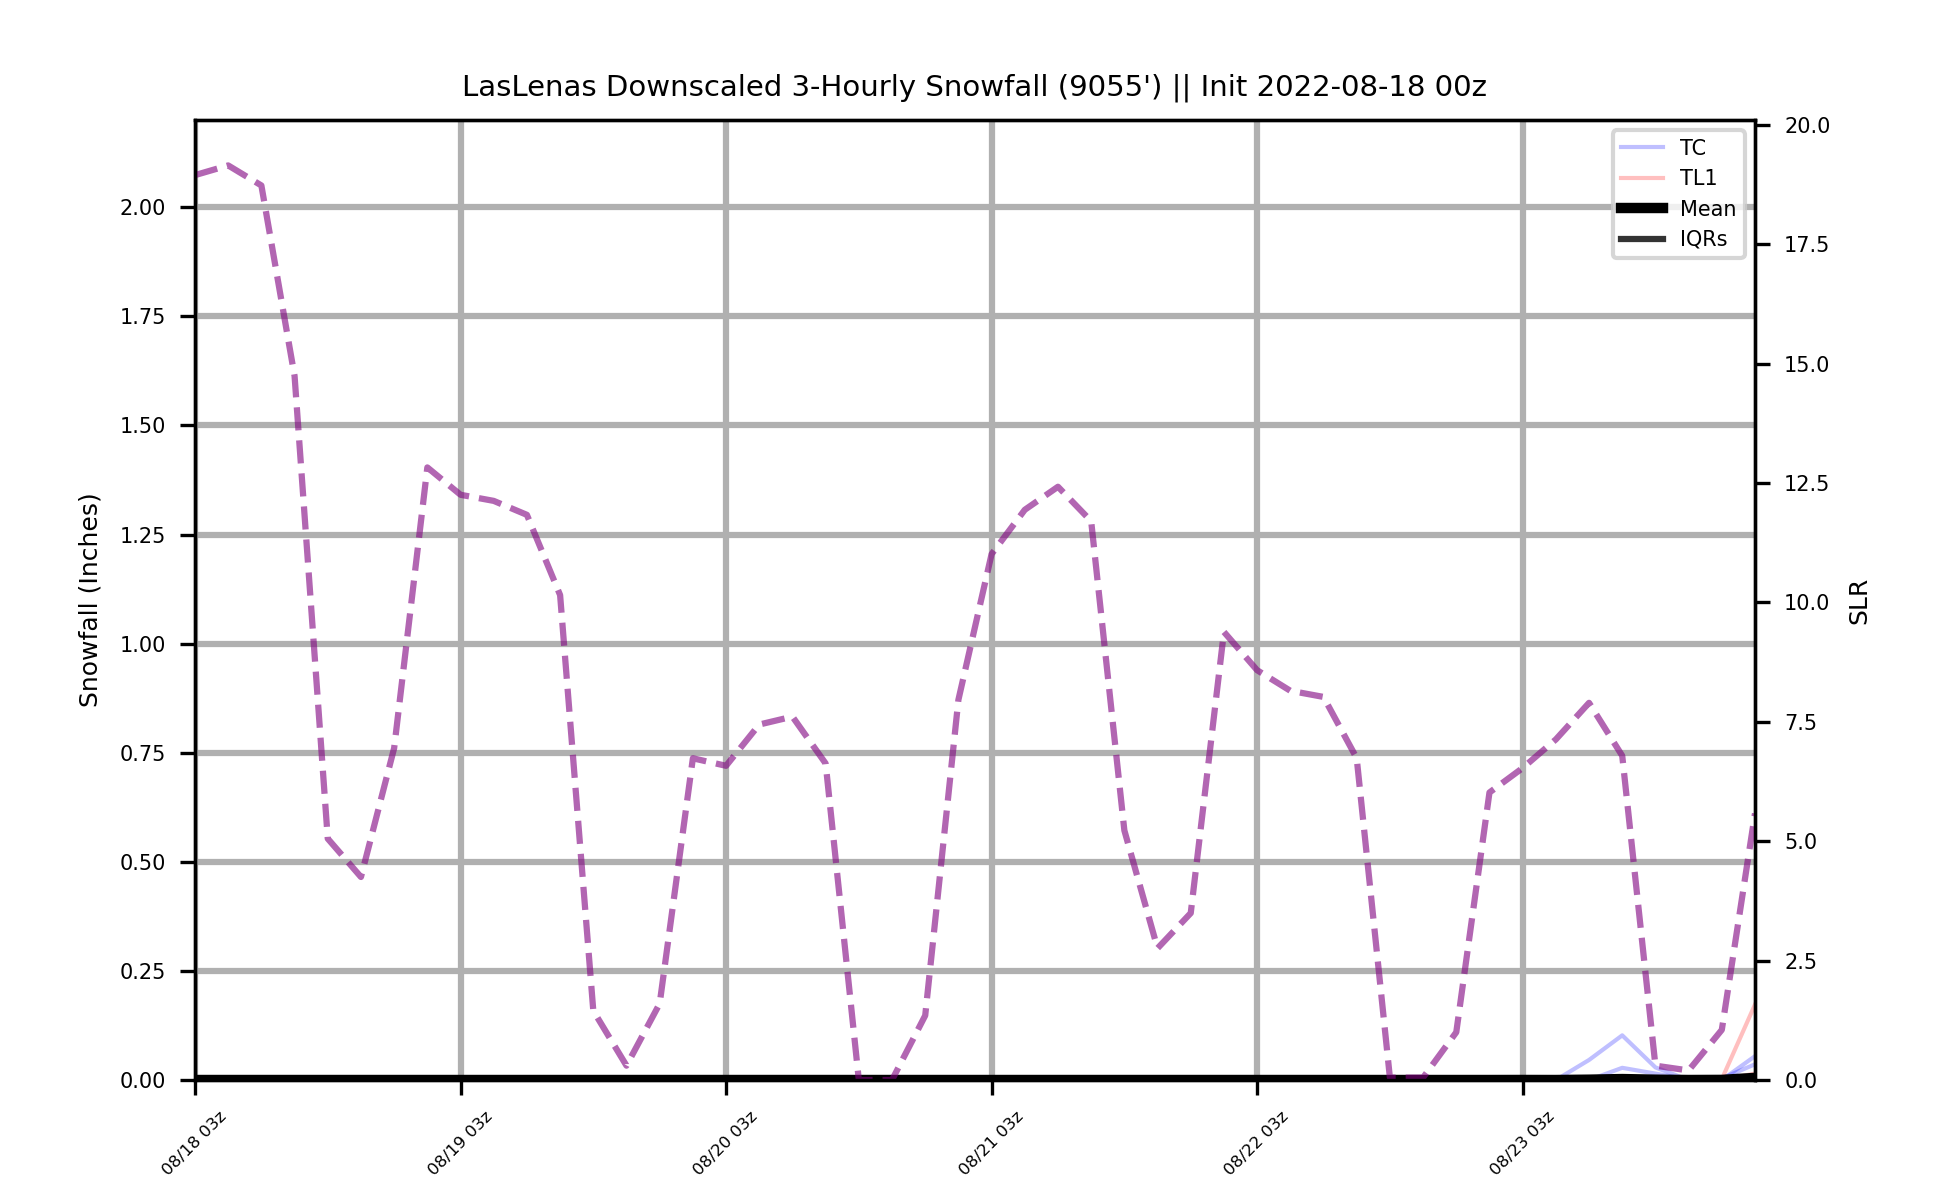 LasLenas Downscaled 3-Hourly Snowfall (9055') || Init 2022-08-18 00z
TC
TL1
Mean
IQRs
Snowfall (Inches)
2.00
1.75
1.50
1.25
1.00
0.75
0.50
0.25
0.00
20.0
17.5
15.0
12.5
10.0
7.5
5.0
2.5
0.0
SLR
08/18 03z
08/19 03z
08/20 03z
08/21 03z
08/22 03z
08/23 03z